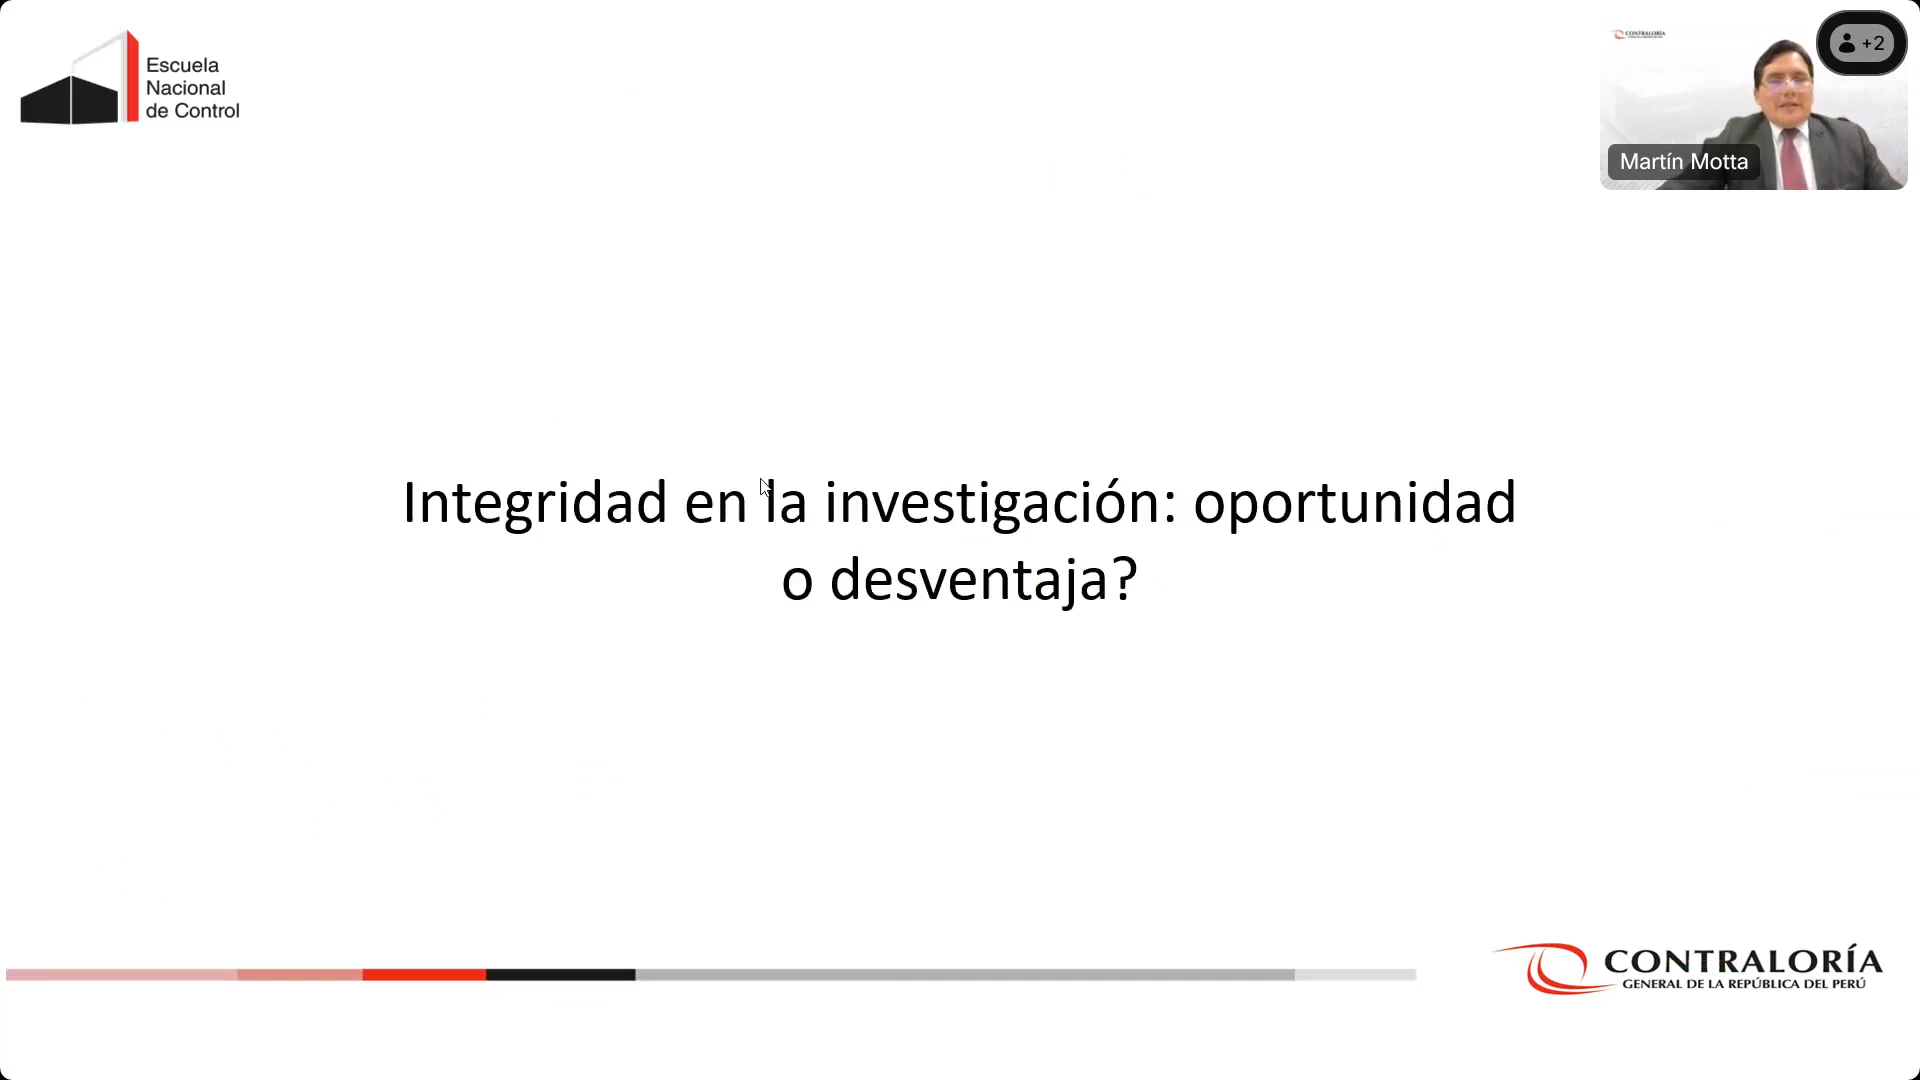 Escuela
Nacional
de Control
CONTRALORÍA
+2
Martín Motta
Integridad en la investigación: oportunidad
o desventaja?
CONTRALORÍA
GENERAL DE LA REPÚBLICA DEL PERÚ